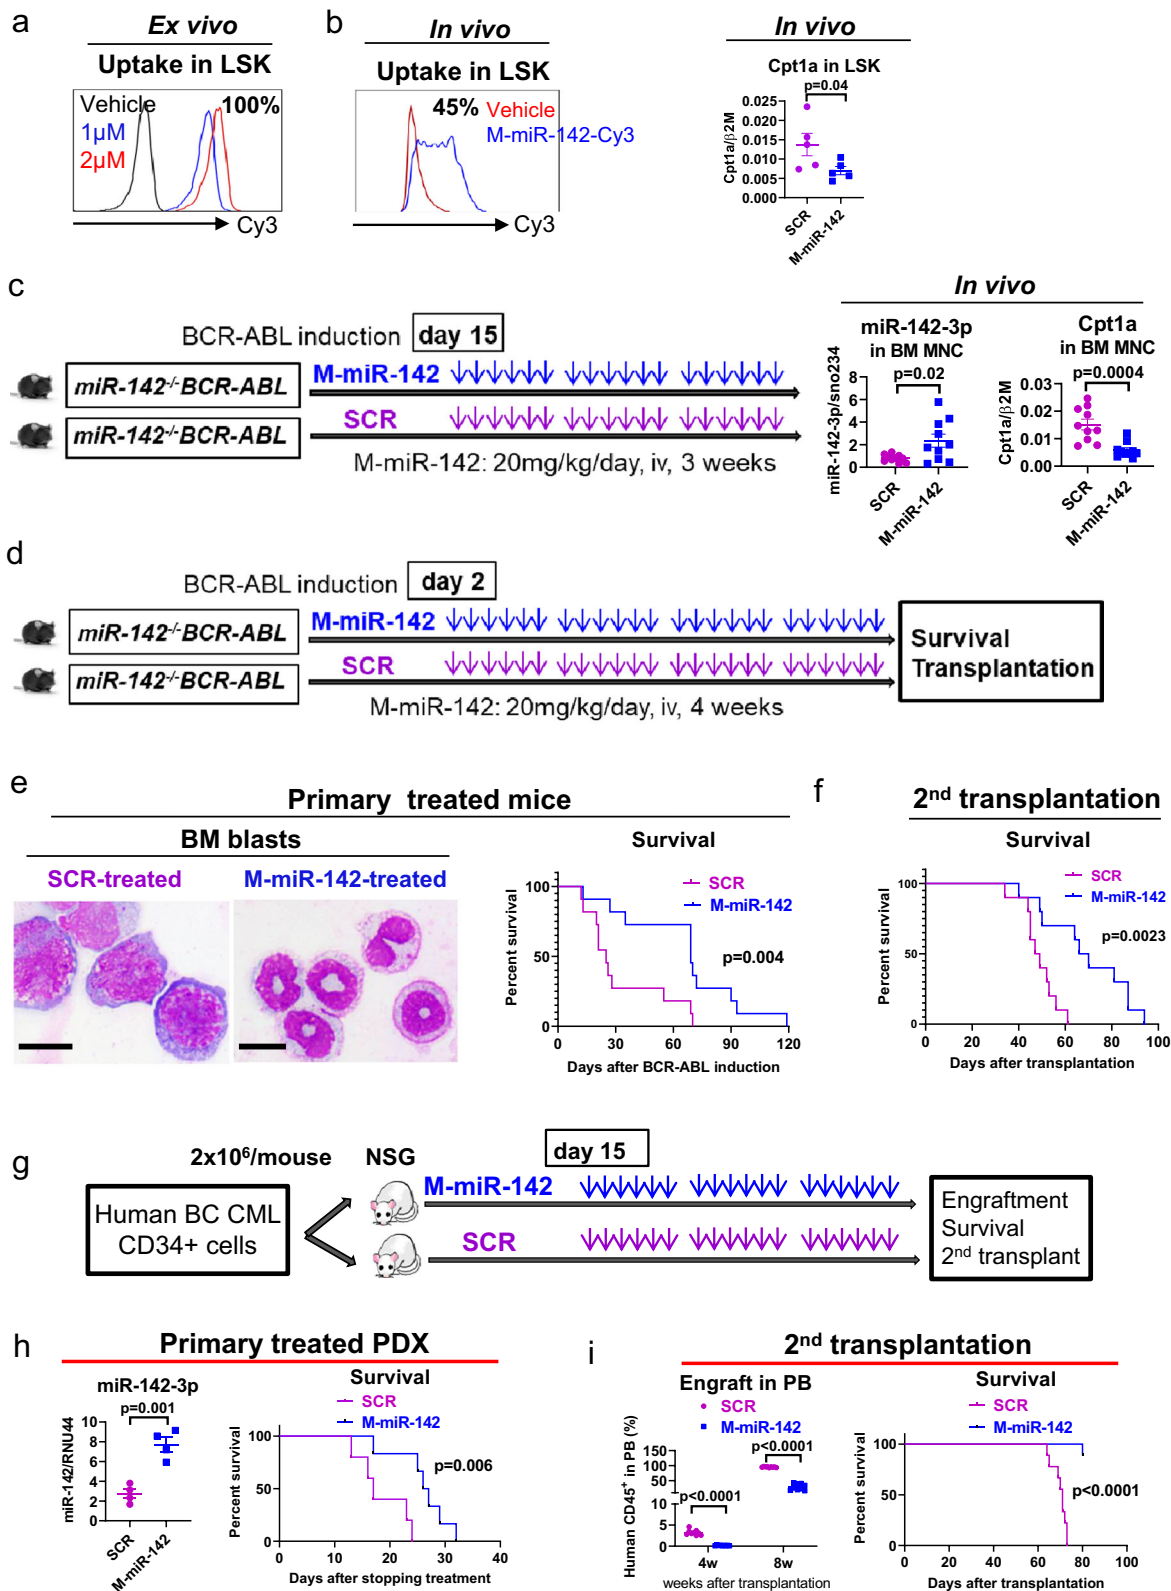 a
Ex vivo
Uptake in LSK
Vehicle
100%
1µM
2µM
Cy3
b
In vivo
Uptake in LSK
45%
Vehicle
M-miR-142-Cy3
Cy3
In vivo
Cpt1a in LSK
p=0.04
Cpt1a/β2M
0.025
0.020
0.015
0.010
0.005
0.000
SCR
M-miR-142
c
BCR-ABL induction
day 15
miR-142-/-BCR-ABL
M-miR-142
miR-142-/-BCR-ABL
SCR
M-miR-142: 20mg/kg/day, iv, 3 weeks
In vivo
miR-142-3p
in BM MNC
p=0.02
miR-142-3p/sno234
8
6
4
2
0
SCR
M-miR-142
Cpt1a
in BM MNC
p=0.0004
Cpt1a/β2M
0.03
0.02
0.01
0.00
SCR
M-miR-142
d
BCR-ABL induction
day 2
miR-142-/-BCR-ABL
M-miR-142
miR-142-/-BCR-ABL
SCR
M-miR-142: 20mg/kg/day, iv, 4 weeks
Survival
Transplantation
e
Primary treated mice
BM blasts
SCR-treated
M-miR-142-treated
Survival
SCR
M-miR-142
p=0.004
Percent survival
100
50
0
0 30 60 90 120
Days after BCR-ABL induction
f
2nd transplantation
Survival
SCR
M-miR-142
p=0.0023
Percent survival
100
50
0
0 20 40 60 80 100
Days after transplantation
g
2x10⁶/mouse
NSG
day 15
Human BC CML
CD34+ cells
M-miR-142
SCR
Engraftment
Survival
2nd transplant
h
Primary treated PDX
miR-142-3p
p=0.001
miR-142/RNU44
10
8
6
4
2
0
SCR
M-miR-142
Survival
SCR
M-miR-142
p=0.006
Percent survival
100
50
0
0 10 20 30 40
Days after stopping treatment
i
2nd transplantation
Engraft in PB
SCR
M-miR-142
p<0.0001
p<0.0001
Human CD45+ in PB (%)
150
100
50
10
5
0
4w 8w
weeks after transplantation
Survival
SCR
M-miR-142
p<0.0001
Percent survival
100
50
0
0 20 40 60 80 100
Days after transplantation